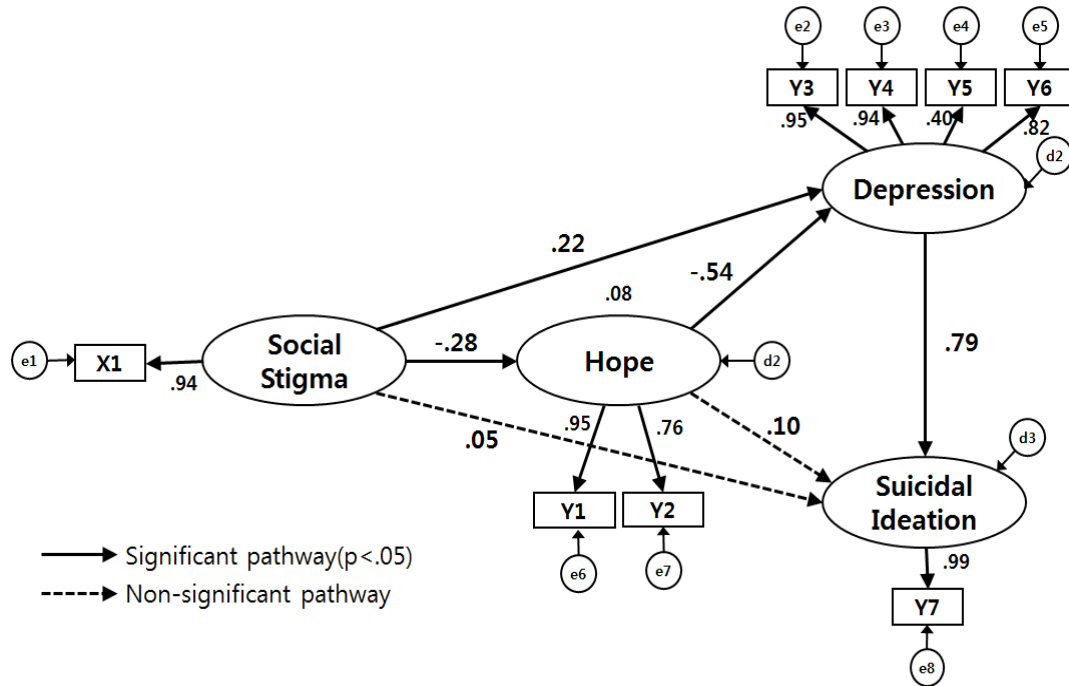 e2 e3 e4 e5
Y3 Y4 Y5 Y6
.95 .94 .40 .82
d2
Depression
.22
-.54
.08
e1
X1
.94
Social
Stigma
-.28
Hope
d2
.79
.95 .76
.05
.10
d3
Y1 Y2
Suicidal
Ideation
e6 e7
Significant pathway(p<.05)
Non-significant pathway
.99
Y7
e8